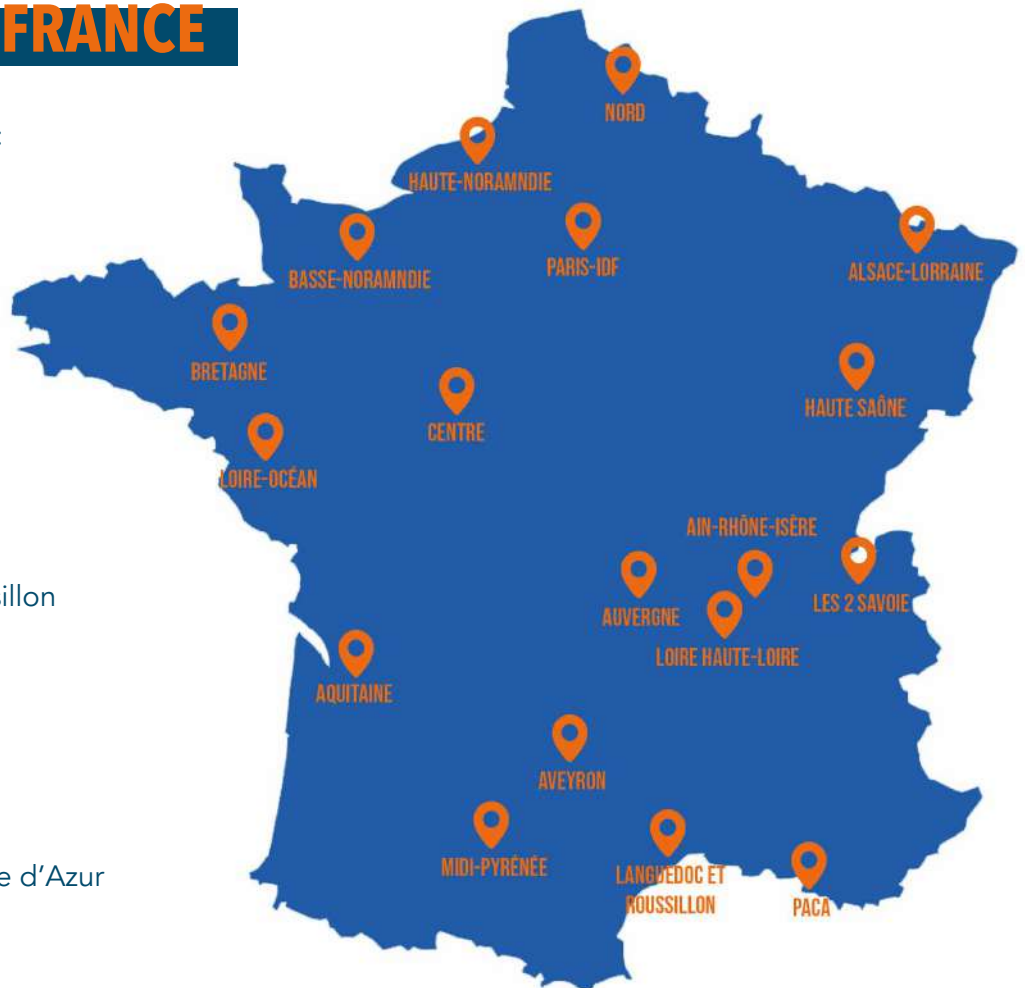 FRANCE
:
NORD
HAUTE-NORAMNDIE
BASSE-NORAMNDIE
PARIS-IDF
ALSACE-LORRAINE
BRETAGNE
CENTRE
HAUTE SAÔNE
LOIRE-OCÉAN
AIN-RHÔNE-ISÈRE
illon
AUVERGNE
LES 2 SAVOIE
LOIRE HAUTE-LOIRE
AQUITAINE
AVEYRON
MIDI-PYRÉNÉE
LANGUEDOC ET
ROUSSILLON
e d'Azur
PACA